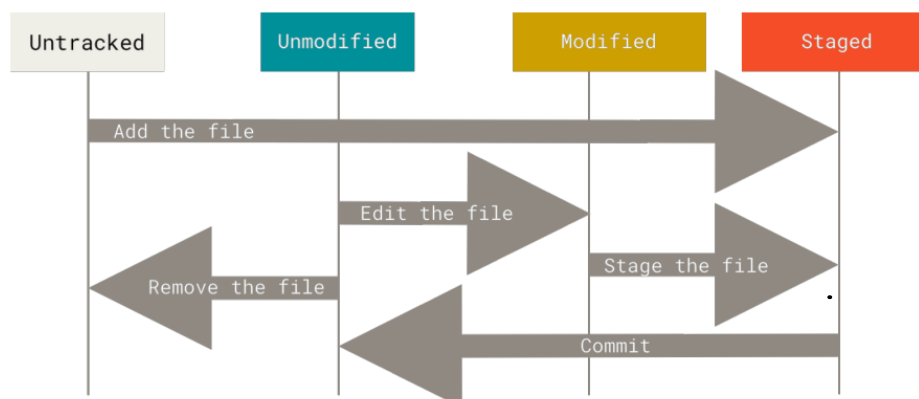 Untracked
Unmodified
Modified
Staged
Add the file
Edit the file
Stage the file
Remove the file
Commit